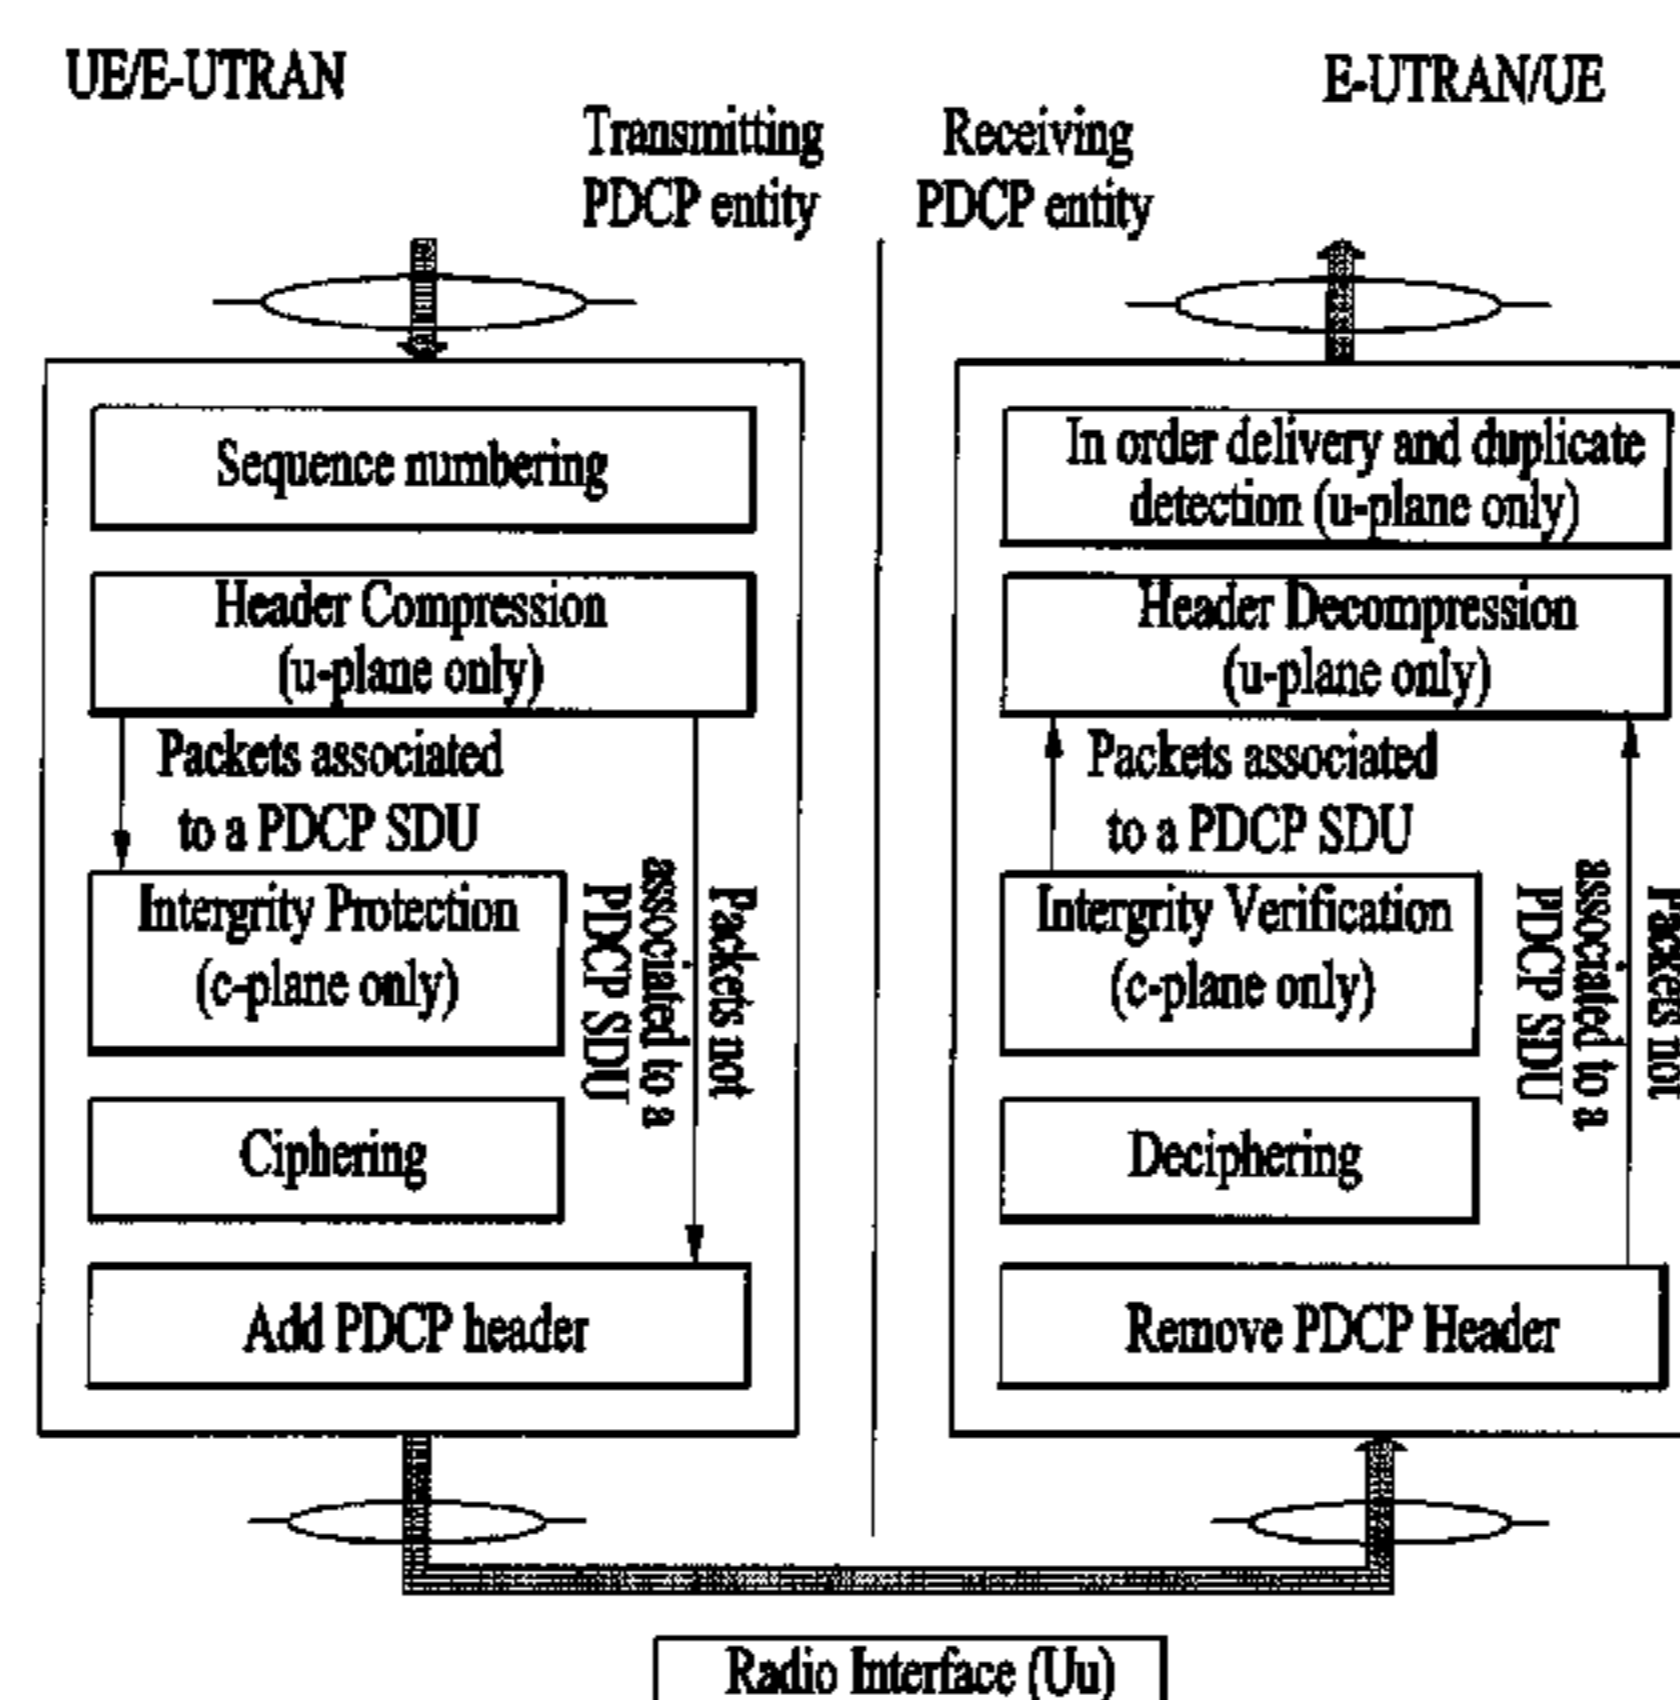 UE/E-UTRAN
E-UTRAN/UE
Transmitting
PDCP entity
Receiving
PDCP entity
Sequence numbering
Header Compression
(u-plane only)
Packets associated
to a PDCP SDU
Intergrity Protection
(c-plane only)
Packets not
associated to a
PDCP SDU
Ciphering
Add PDCP header
In order delivery and duplicate
detection (u-plane only)
Header Decompression
(u-plane only)
Packets associated
to a PDCP SDU
Intergrity Verification
(c-plane only)
Packets not
associated to a
PDCP SDU
Deciphering
Remove PDCP Header
Radio Interface (Uu)